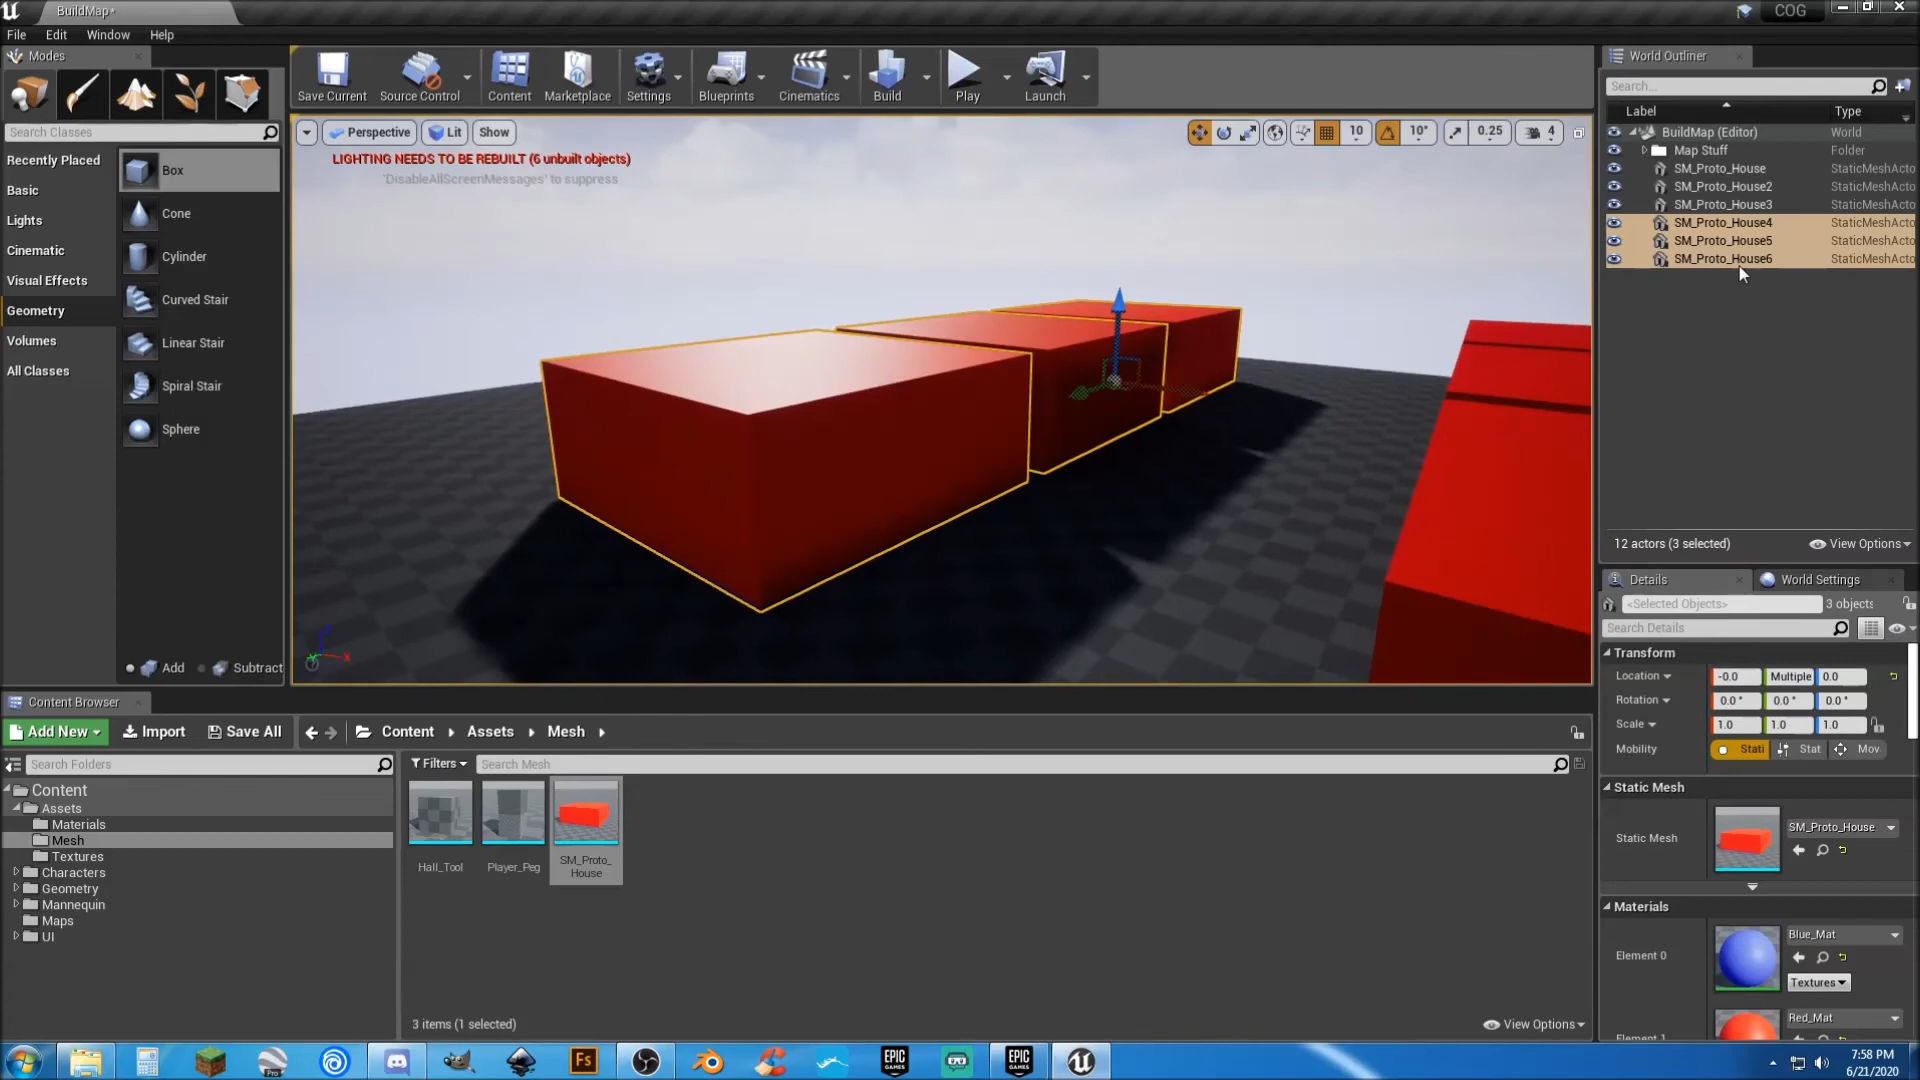 BuildMap*
COG
File Edit Window Help
Modes
Save Current
Source Control
Content
Marketplace
Settings
Blueprints
Cinematics
Build
Play
Launch
World Outliner
Search...
Label
Type
BuildMap (Editor) World
Map Stuff Folder
SM_Proto_House StaticMeshActo
SM_Proto_House2 StaticMeshActo
SM_Proto_House3 StaticMeshActo
SM_Proto_House4 StaticMeshActo
SM_Proto_House5 StaticMeshActo
SM_Proto_House6 StaticMeshActo
12 actors (3 selected)
View Options
Search Classes
Recently Placed
Basic
Lights
Cinematic
Visual Effects
Geometry
Volumes
All Classes
Box
Cone
Cylinder
Curved Stair
Linear Stair
Spiral Stair
Sphere
Add
Subtract
Perspective
Lit
Show
10
10°
0.25
4
LIGHTING NEEDS TO BE REBUILT (6 unbuilt objects)
'DisableAllScreenMessages' to suppress
X
Details
World Settings
<Selected Objects>
3 objects
Search Details
Transform
Location -0.0 Multiple 0.0
Rotation 0.0 ° 0.0 ° 0.0 °
Scale 1.0 1.0 1.0
Mobility Stati Stat Mov
Static Mesh
Static Mesh
SM_Proto_House
Materials
Element 0
Blue_Mat
Textures
Red_Mat
Element 1
Content Browser
Add New
Import
Save All
Content
Assets
Mesh
Search Folders
Filters
Search Mesh
Content
Assets
Materials
Mesh
Textures
Characters
Geometry
Mannequin
Maps
UI
Hall_Tool
Player_Peg
SM_Proto_
House
3 items (1 selected)
View Options
Pro
Fs
EPIC
GAMES
EPIC
GAMES
7:58 PM
6/21/2020